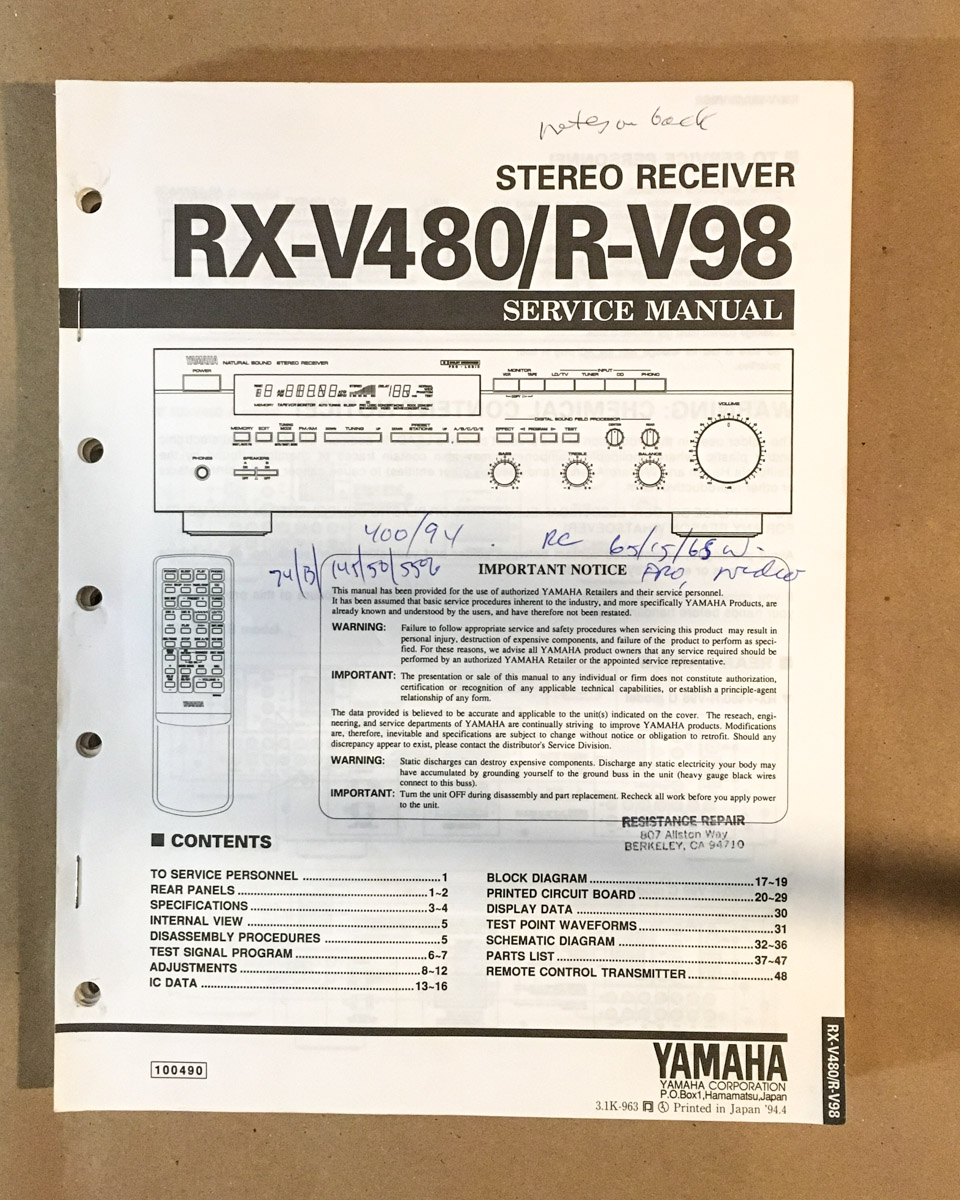 notes on back
STEREO RECEIVER
RX-V480/R-V98
SERVICE MANUAL
YAMAHA NATURAL SOUND STEREO RECEIVER
POWER
MONITOR
INPUT
VCR TAPE LD/TV TUNER CD PHONO
VOLUME
DIGITAL SOUND FIELD PROCESSOR
MEMORY EDIT TUNING MODE FM/AM DOWN TUNING UP DOWN PRESET STATIONS UP A/B/C/D/E EFFECT PROGRAM TEST CENTER REAR
PHONES SPEAKERS BASS TREBLE BALANCE
400/94 . RC 65/15/65 W.
74/B/145/50/55% PRO, radio
IMPORTANT NOTICE
This manual has been provided for the use of authorized YAMAHA Retailers and their service personnel.
It has been assumed that basic service procedures inherent to the industry, and more specifically YAMAHA Products, are
already known and understood by the users, and have therefore not been restated.
WARNING: Failure to follow appropriate service and safety procedures when servicing this product may result in
personal injury, destruction of expensive components, and failure of the product to perform as speci-
fied. For these reasons, we advise all YAMAHA product owners that any service required should be
performed by an authorized YAMAHA Retailer or the appointed service representative.
IMPORTANT: The presentation or sale of this manual to any individual or firm does not constitute authorization,
certification or recognition of any applicable technical capabilities, or establish a principle-agent
relationship of any form.
The data provided is believed to be accurate and applicable to the unit(s) indicated on the cover. The reseach, engi-
neering, and service departments of YAMAHA are continually striving to improve YAMAHA products. Modifications
are, therefore, inevitable and specifications are subject to change without notice or obligation to retrofit. Should any
discrepancy appear to exist, please contact the distributor's Service Division.
WARNING: Static discharges can destroy expensive components. Discharge any static electricity your body may
have accumulated by grounding yourself to the ground buss in the unit (heavy gauge black wires
connect to this buss).
IMPORTANT: Turn the unit OFF during disassembly and part replacement. Recheck all work before you apply power
to the unit.
YAMAHA
RESISTANCE REPAIR
807 Allston Way
BERKELEY, CA 94710
■ CONTENTS
TO SERVICE PERSONNEL ..........1
REAR PANELS ..........1~2
SPECIFICATIONS ..........3~4
INTERNAL VIEW ..........5
DISASSEMBLY PROCEDURES ..........5
TEST SIGNAL PROGRAM ..........6~7
ADJUSTMENTS ..........8~12
IC DATA ..........13~16
BLOCK DIAGRAM ..........17~19
PRINTED CIRCUIT BOARD ..........20~29
DISPLAY DATA ..........30
TEST POINT WAVEFORMS ..........31
SCHEMATIC DIAGRAM ..........32~36
PARTS LIST ..........37~47
REMOTE CONTROL TRANSMITTER ..........48
100490
YAMAHA
YAMAHA CORPORATION
P.O.Box1,Hamamatsu,Japan
3.1K-963 Printed in Japan '94.4
RX-V480/R-V98